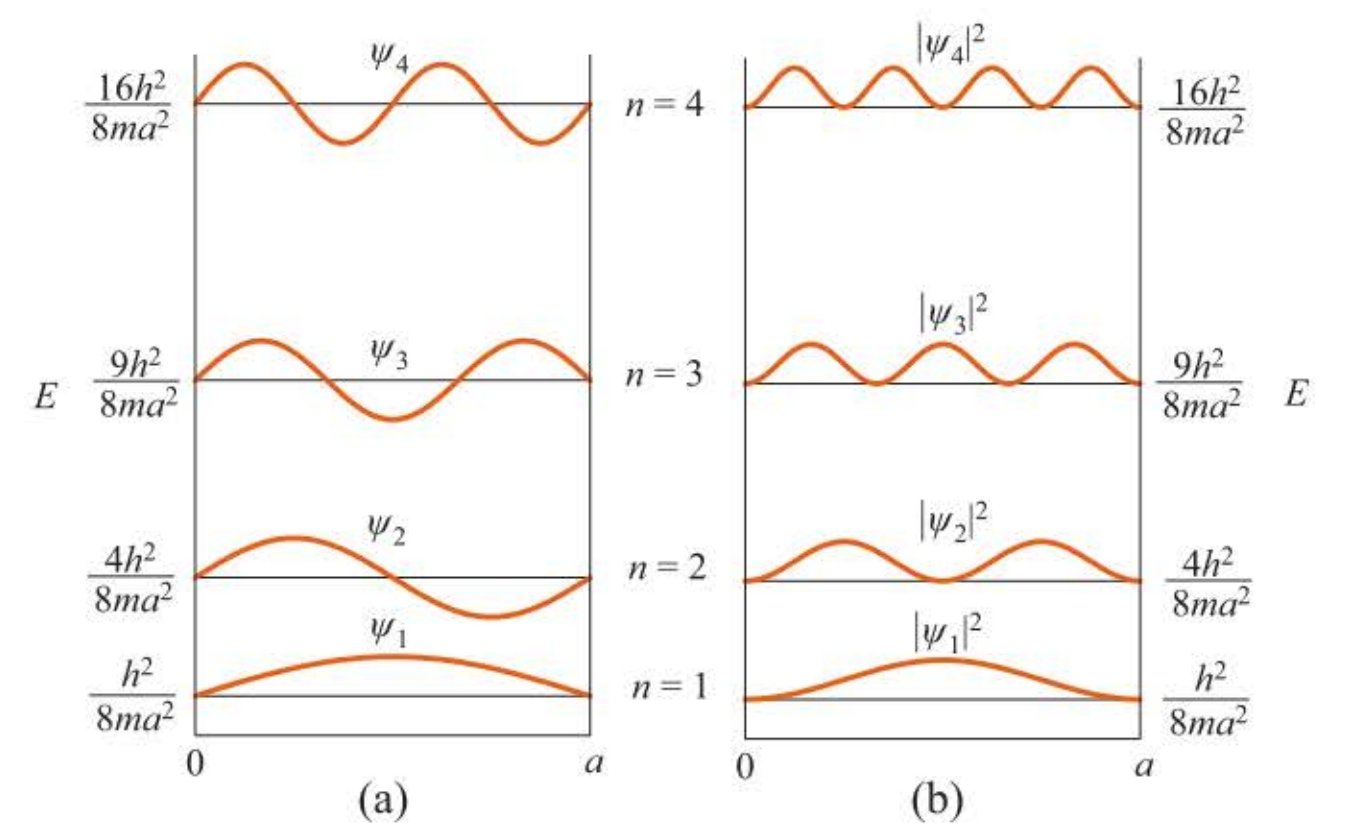 ψ₄ |ψ₄|²
16h²/8ma² n = 4 16h²/8ma²
ψ₃ |ψ₃|²
E 9h²/8ma² n = 3 9h²/8ma² E
ψ₂ |ψ₂|²
4h²/8ma² n = 2 4h²/8ma²
ψ₁ |ψ₁|²
h²/8ma² n = 1 h²/8ma²
0 a 0 a
(a) (b)